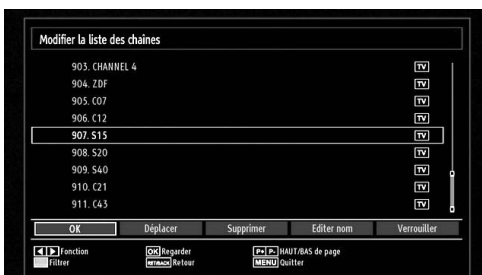 Modifier la liste des chaînes
903. CHANNEL 4 TV
904. ZDF TV
905. C07 TV
906. C12 TV
907. S15 TV
908. S20 TV
909. S40 TV
910. C21 TV
911. C43 TV
OK Déplacer Supprimer Editer nom Verrouiller
Fonction OK Regarder P+ P- HAUT/BAS de page
Filtrer RET/BACK Retour MENU Quitter